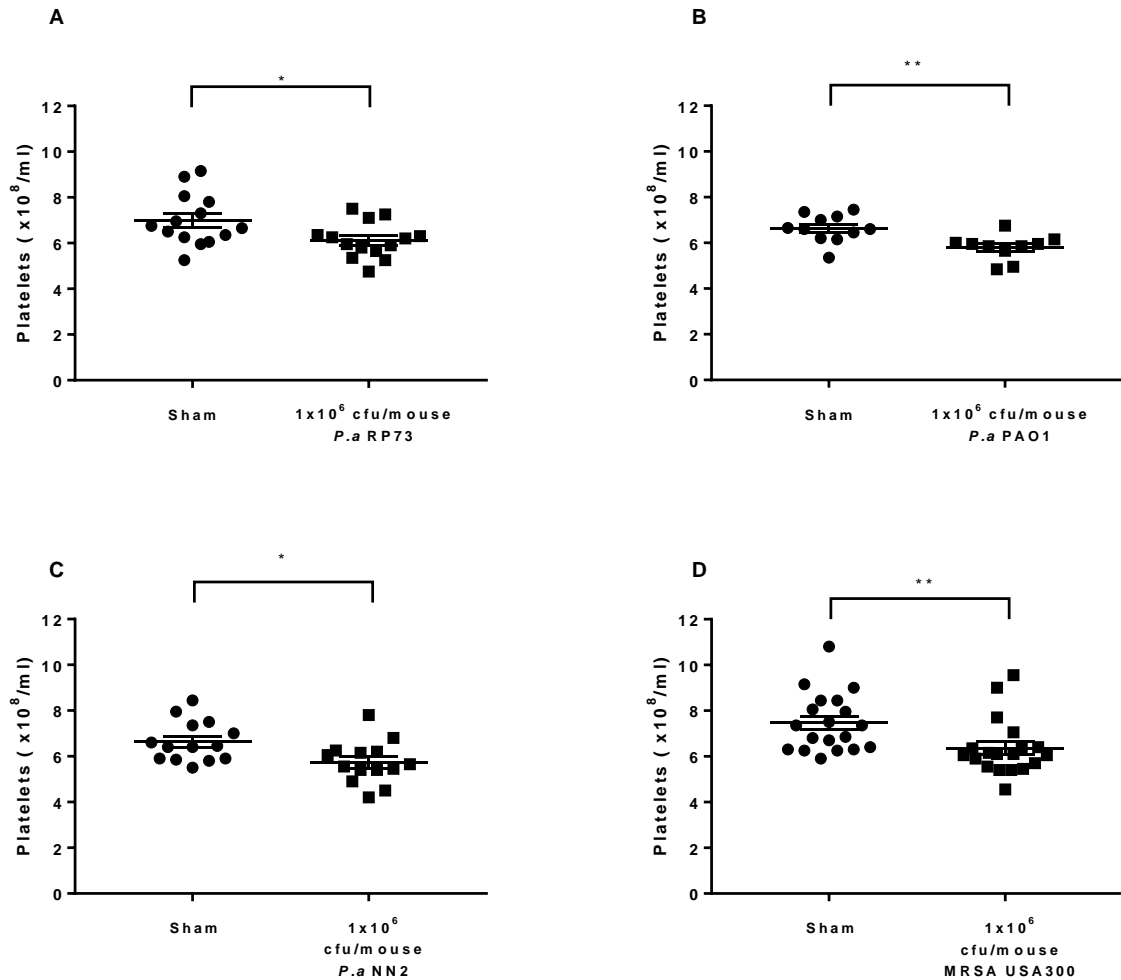 A
*
12
10
8
6
4
2
0
Platelets ( x10⁸/ml)
Sham
1x10⁶ cfu/mouse
P.a RP73
B
**
12
10
8
6
4
2
0
Platelets ( x10⁸/ml)
Sham
1x10⁶ cfu/mouse
P.a PAO1
C
*
12
10
8
6
4
2
0
Platelets ( x10⁸/ml)
Sham
1x10⁶
cfu/mouse
P.a NN2
D
**
12
10
8
6
4
2
0
Platelets ( x10⁸/ml)
Sham
1x10⁶
cfu/mouse
MRSA USA300